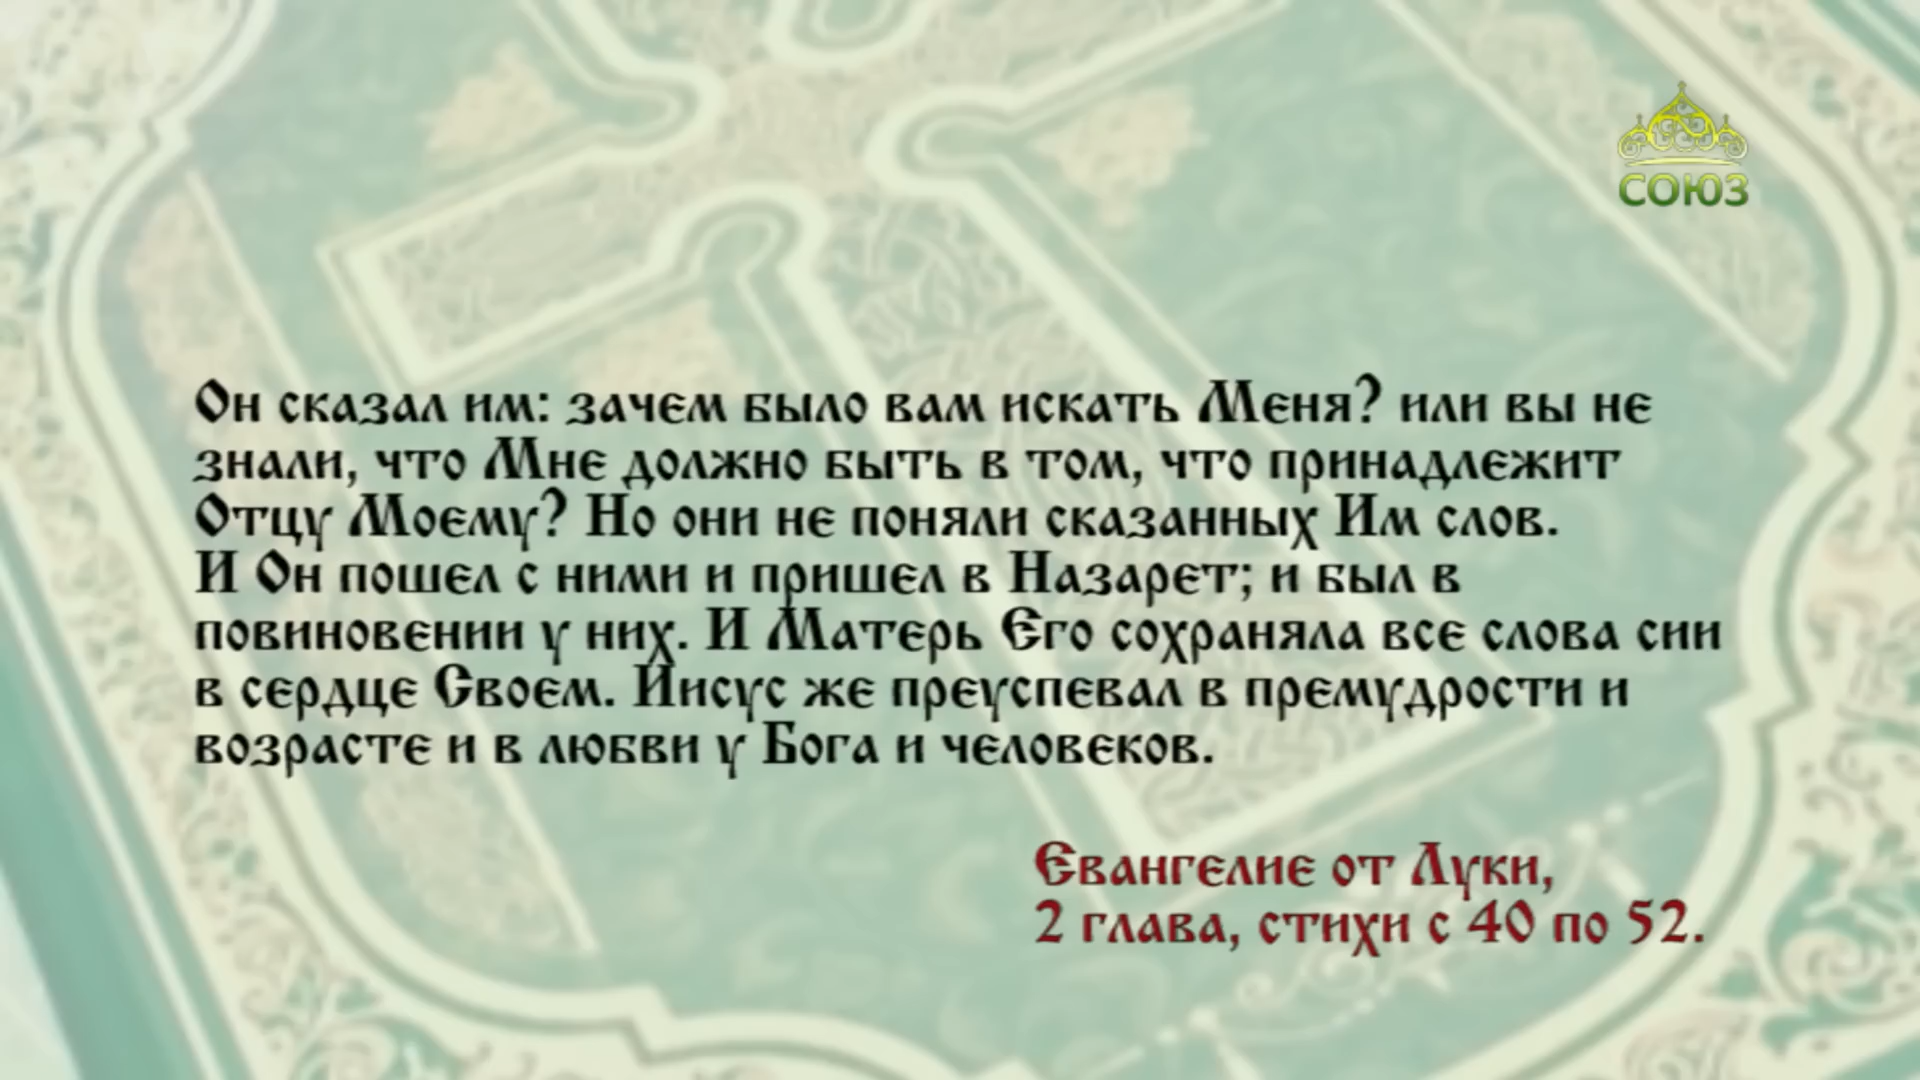 СОЮЗ
Он сказал им: зачем было вам искать Меня? или вы не
знали, что Мне должно быть в том, что принадлежит
Отцу Моему? Но они не поняли сказанных Им слов.
И Он пошел с ними и пришел в Назарет; и был в
повиновении у них. И Матерь Его сохраняла все слова сии
в сердце Своем. Иисус же преуспевал в премудрости и
возрасте и в любви у Бога и человеков.
Евангелие от Луки,
2 глава, стихи с 40 по 52.